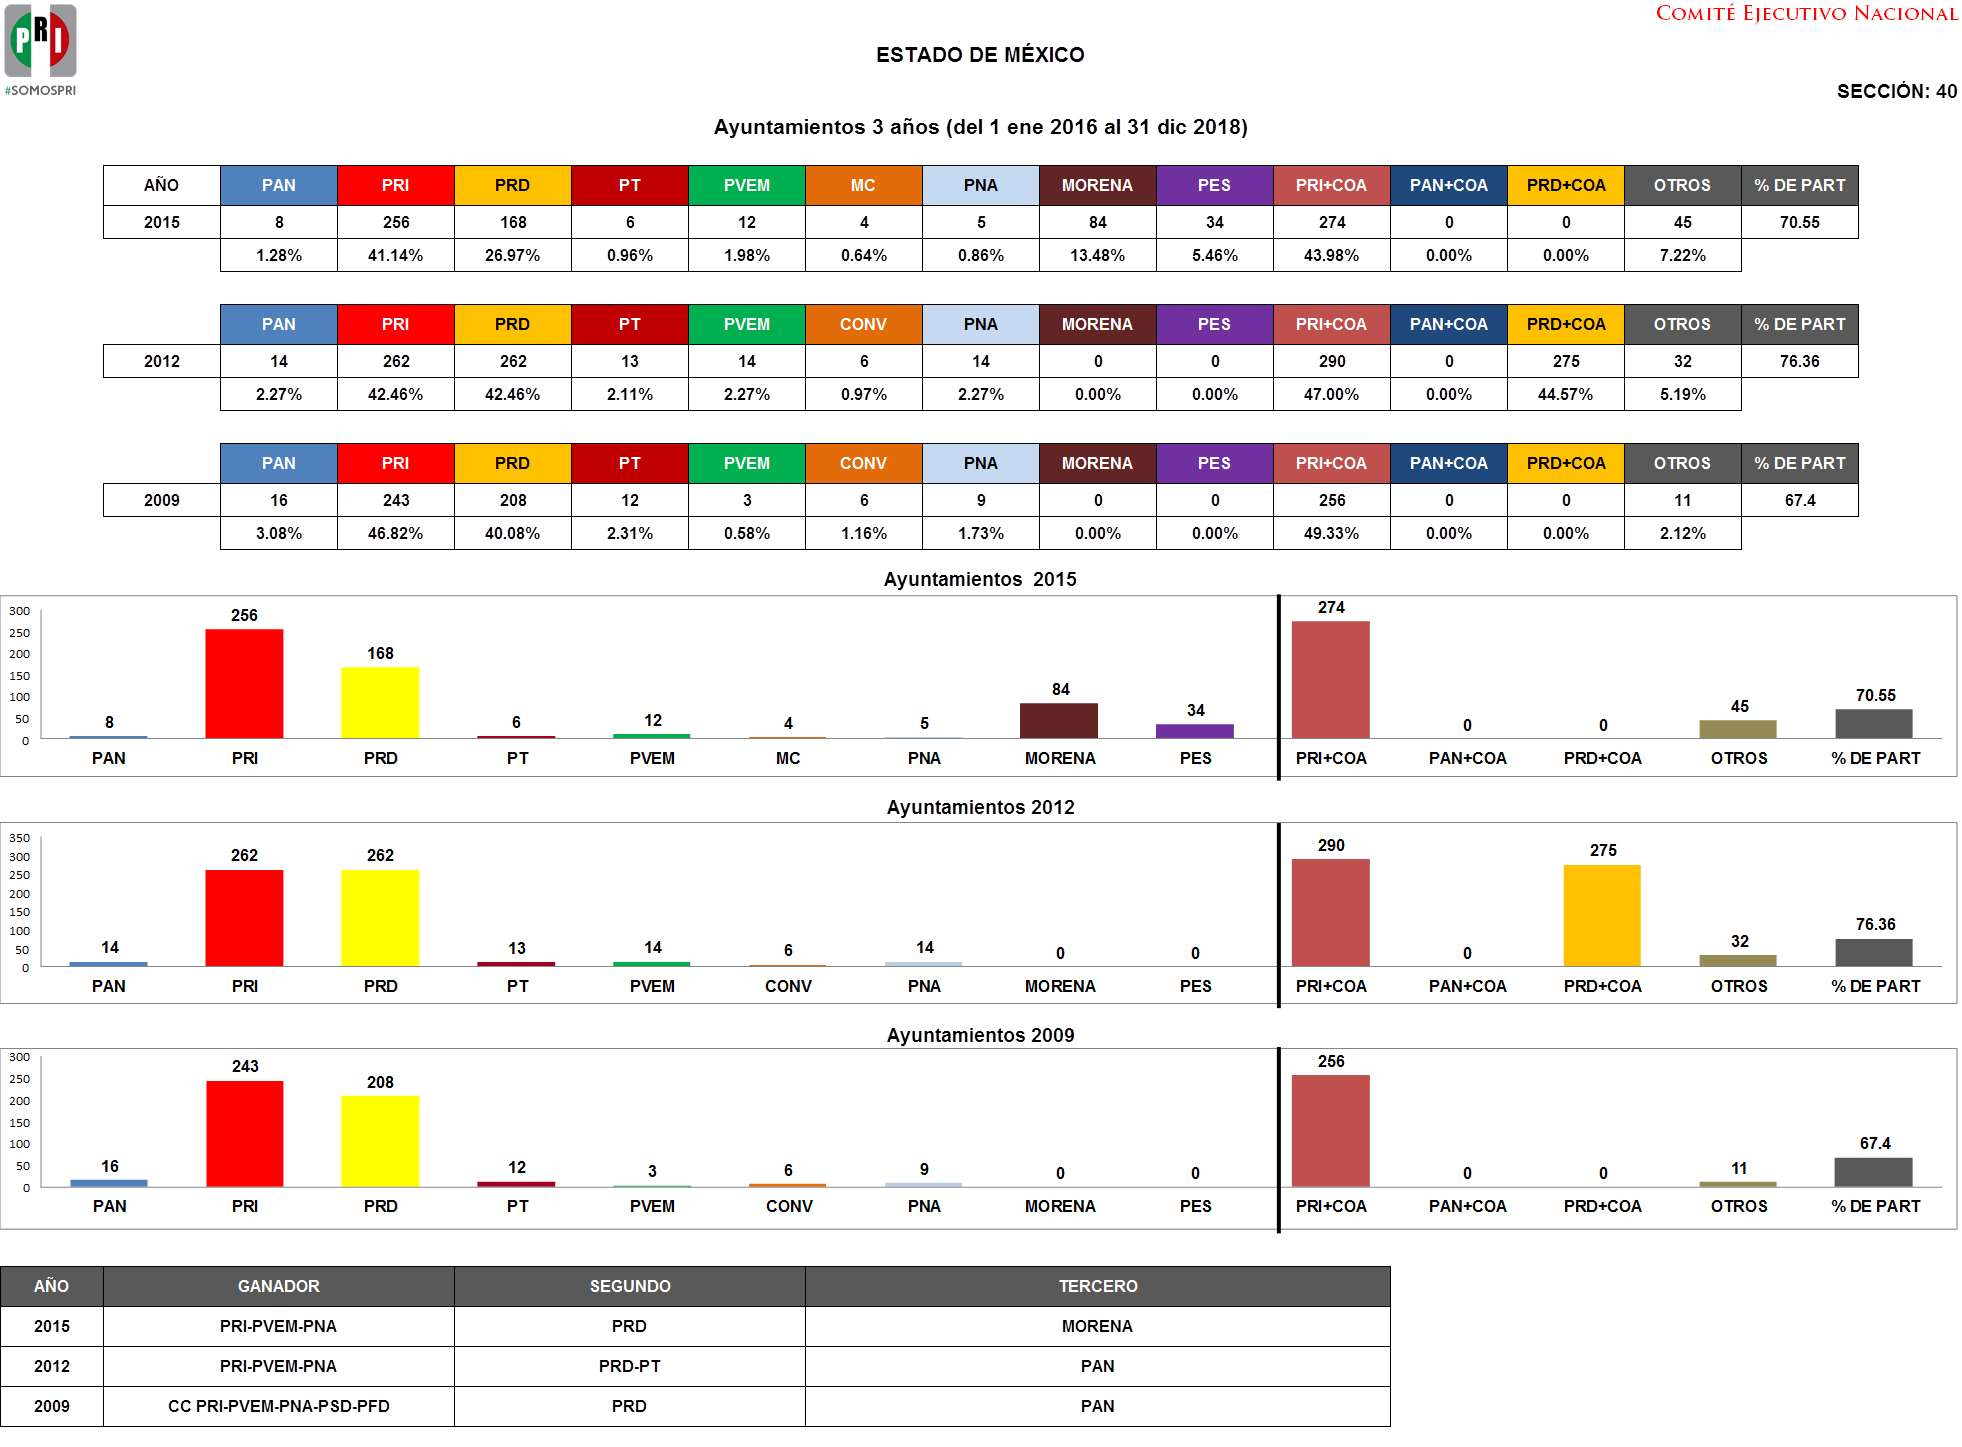 PRI
#SOMOSPRI
COMITÉ EJECUTIVO NACIONAL
ESTADO DE MÉXICO
SECCIÓN: 40
Ayuntamientos 3 años (del 1 ene 2016 al 31 dic 2018)
AÑO PAN PRI PRD PT PVEM MC PNA MORENA PES PRI+COA PAN+COA PRD+COA OTROS % DE PART
2015 8 256 168 6 12 4 5 84 34 274 0 0 45 70.55
1.28% 41.14% 26.97% 0.96% 1.98% 0.64% 0.86% 13.48% 5.46% 43.98% 0.00% 0.00% 7.22%
PAN PRI PRD PT PVEM CONV PNA MORENA PES PRI+COA PAN+COA PRD+COA OTROS % DE PART
2012 14 262 262 13 14 6 14 0 0 290 0 275 32 76.36
2.27% 42.46% 42.46% 2.11% 2.27% 0.97% 2.27% 0.00% 0.00% 47.00% 0.00% 44.57% 5.19%
PAN PRI PRD PT PVEM CONV PNA MORENA PES PRI+COA PAN+COA PRD+COA OTROS % DE PART
2009 16 243 208 12 3 6 9 0 0 256 0 0 11 67.4
3.08% 46.82% 40.08% 2.31% 0.58% 1.16% 1.73% 0.00% 0.00% 49.33% 0.00% 0.00% 2.12%
Ayuntamientos 2015
300
250
200
150
100
50
0
256 168 8 6 12 4 5 84 34 274 0 0 45 70.55
PAN PRI PRD PT PVEM MC PNA MORENA PES PRI+COA PAN+COA PRD+COA OTROS % DE PART
Ayuntamientos 2012
350
300
250
200
150
100
50
0
14 262 262 13 14 6 14 0 0 290 0 275 32 76.36
PAN PRI PRD PT PVEM CONV PNA MORENA PES PRI+COA PAN+COA PRD+COA OTROS % DE PART
Ayuntamientos 2009
300
250
200
150
100
50
0
16 243 208 12 3 6 9 0 0 256 0 0 11 67.4
PAN PRI PRD PT PVEM CONV PNA MORENA PES PRI+COA PAN+COA PRD+COA OTROS % DE PART
AÑO GANADOR SEGUNDO TERCERO
2015 PRI-PVEM-PNA PRD MORENA
2012 PRI-PVEM-PNA PRD-PT PAN
2009 CC PRI-PVEM-PNA-PSD-PFD PRD PAN